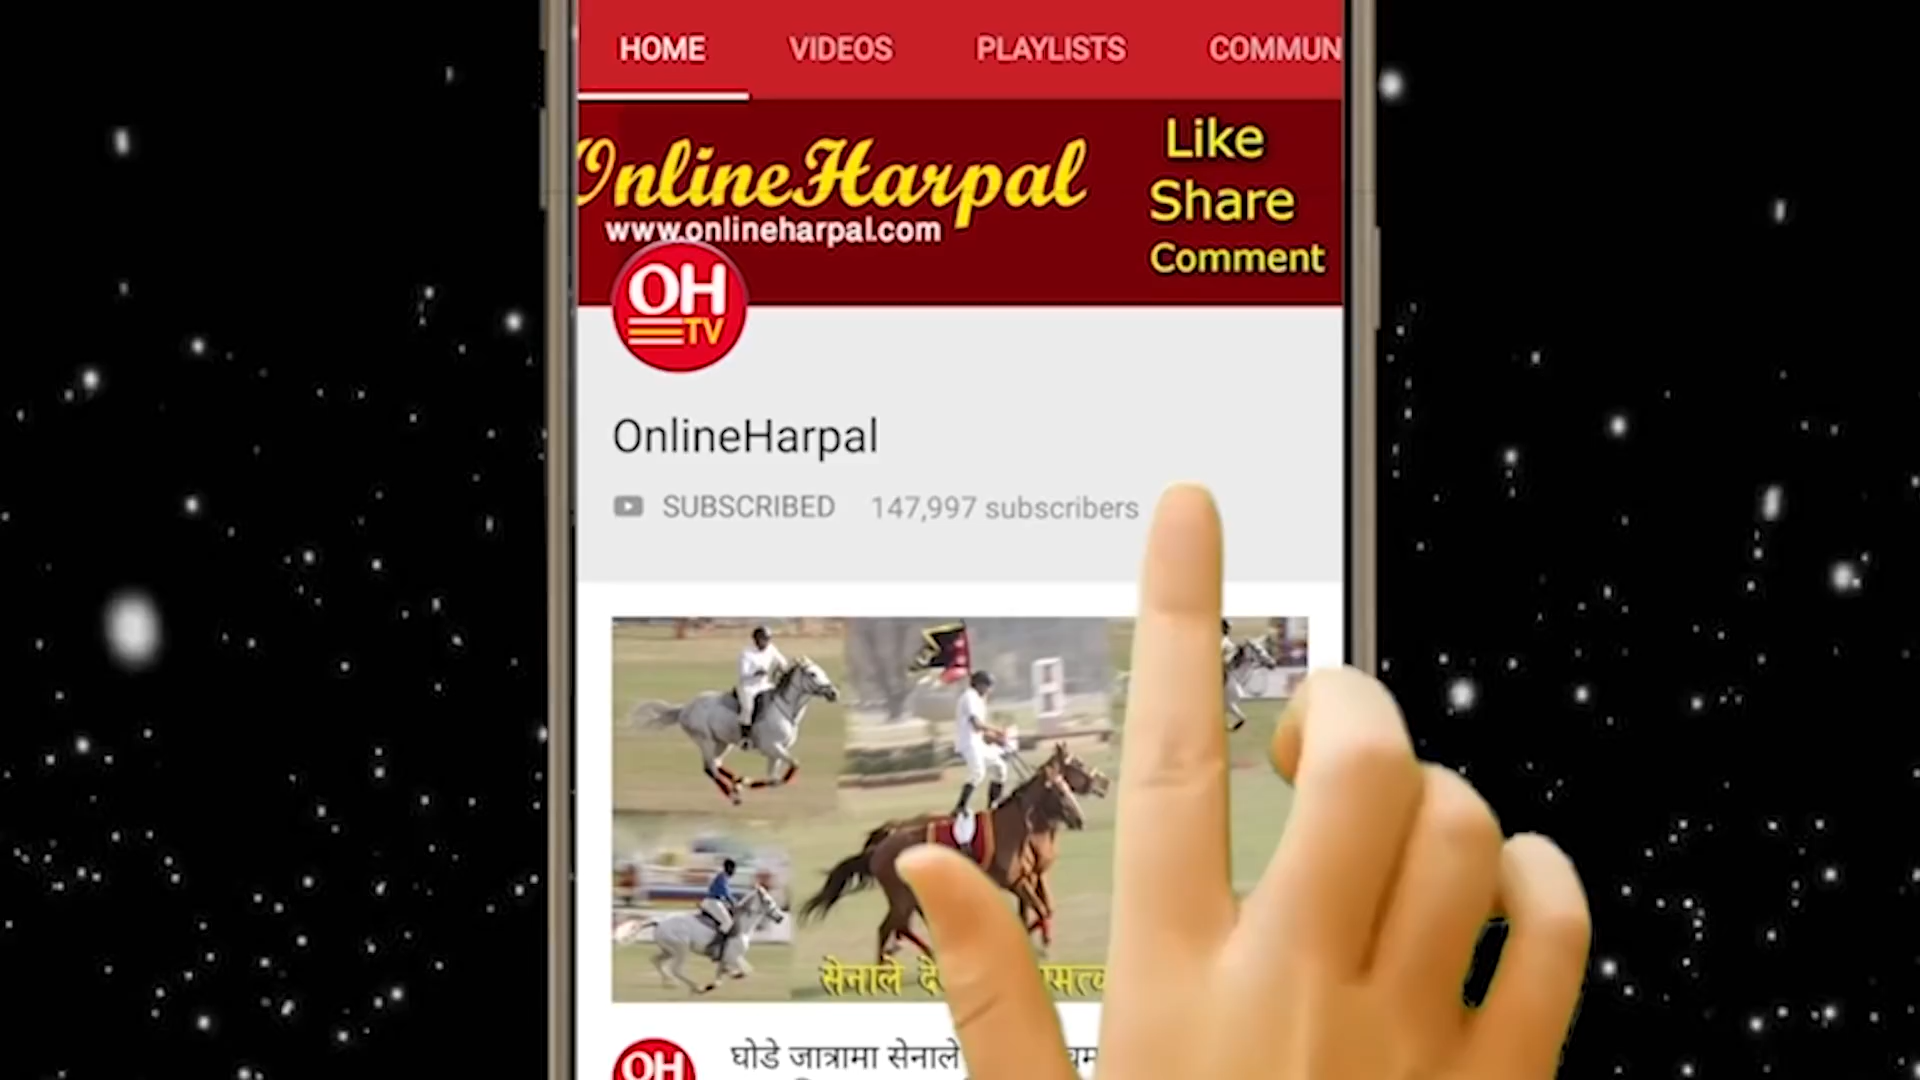 HOME VIDEOS PLAYLISTS COMMUN
OnlineHarpal
www.onlineharpal.com
Like
Share
Comment
OH
TV
OnlineHarpal
SUBSCRIBED 147,997 subscribers
सेनाले
OH
घोडे जात्रामा सेनाले